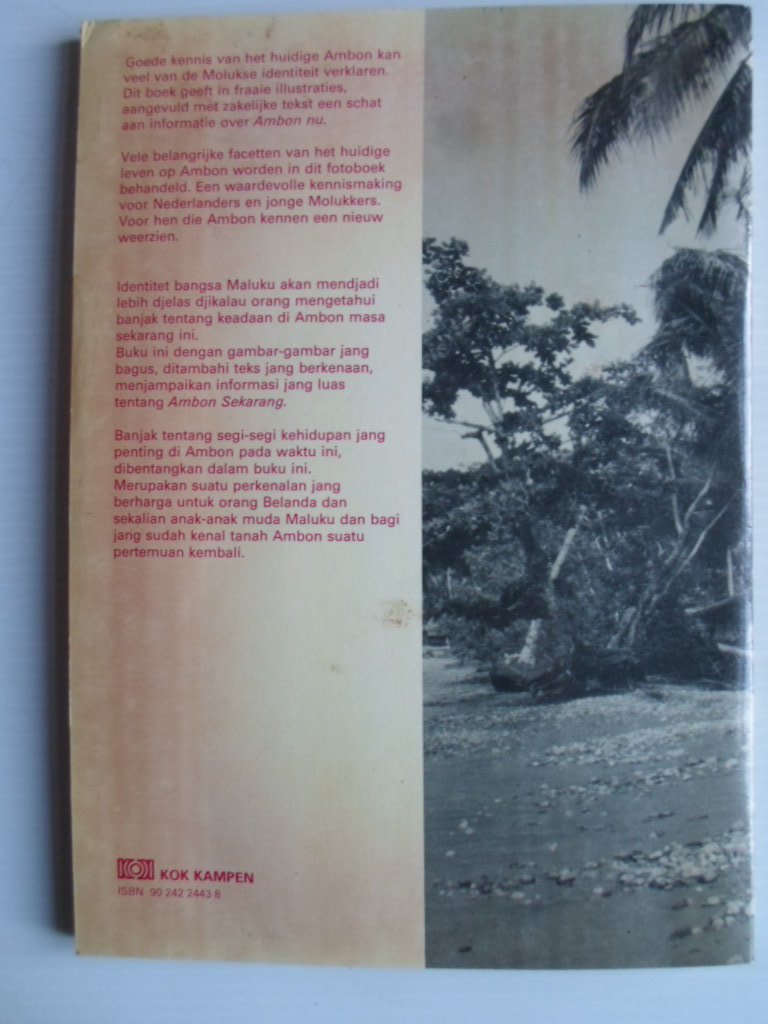 Goede kennis van het huidige Ambon kan
veel van de Molukse identiteit verklaren.
Dit boek geeft in fraaie illustraties,
aangevuld met zakelijke tekst een schat
aan informatie over Ambon nu.
Vele belangrijke facetten van het huidige
leven op Ambon worden in dit fotoboek
behandeld. Een waardevolle kennismaking
voor Nederlanders en jonge Molukkers.
Voor hen die Ambon kennen een nieuw
weerzien.
Identitet bangsa Maluku akan mendjadi
lebih djelas djikalau orang mengetahui
banjak tentang keadaan di Ambon masa
sekarang ini.
Buku ini dengan gambar-gambar jang
bagus, ditambahi teks jang berkenaan,
menjampaikan informasi jang luas
tentang Ambon Sekarang.
Banjak tentang segi-segi kehidupan jang
penting di Ambon pada waktu ini,
dibentangkan dalam buku ini.
Merupakan suatu perkenalan jang
berharga untuk orang Belanda dan
sekalian anak-anak muda Maluku dan bagi
jang sudah kenal tanah Ambon suatu
pertemuan kembali.
KOK KOK KAMPEN
ISBN 90 242 2443 8